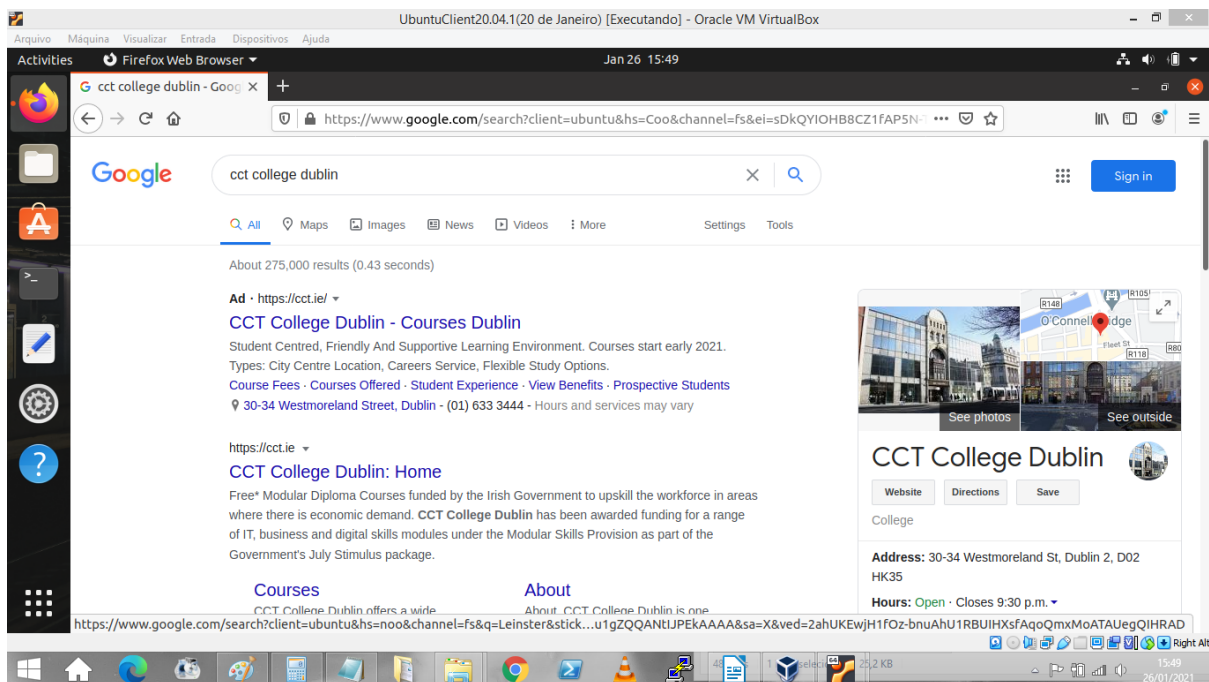 UbuntuClient20.04.1(20 de Janeiro) [Executando] - Oracle VM VirtualBox
Arquivo Máquina Visualizar Entrada Dispositivos Ajuda
Activities Firefox Web Browser Jan 26 15:49
G cct college dublin - Goog
https://www.google.com/search?client=ubuntu&hs=Coo&channel=fs&ei=sDkQYIOHB8CZ1fAP5N-
Google cct college dublin Sign in
All Maps Images News Videos More Settings Tools
About 275,000 results (0.43 seconds)
Ad · https://cct.ie/
CCT College Dublin - Courses Dublin
Student Centred, Friendly And Supportive Learning Environment. Courses start early 2021.
Types: City Centre Location, Careers Service, Flexible Study Options.
Course Fees · Courses Offered · Student Experience · View Benefits · Prospective Students
30-34 Westmoreland Street, Dublin - (01) 633 3444 - Hours and services may vary
https://cct.ie
CCT College Dublin: Home
Free* Modular Diploma Courses funded by the Irish Government to upskill the workforce in areas
where there is economic demand. CCT College Dublin has been awarded funding for a range
of IT, business and digital skills modules under the Modular Skills Provision as part of the
Government's July Stimulus package.
Courses About
CCT College Dublin offers a wide About. CCT College Dublin is one
R148 R105
O'Connell idge
Fleet St
R118 R80
See photos See outside
CCT College Dublin
Website Directions Save
College
Address: 30-34 Westmoreland St, Dublin 2, D02
HK35
Hours: Open · Closes 9:30 p.m.
https://www.google.com/search?client=ubuntu&hs=noo&channel=fs&q=Leinster&stick...u1gZQQANtIJPEkAAAA&sa=X&ved=2ahUKEwjH1fOz-bnuAhU1RBUIHXsfAqoQmxMoATAUegQIHRAD
Right Alt
25,2 KB
15:49
26/01/2021